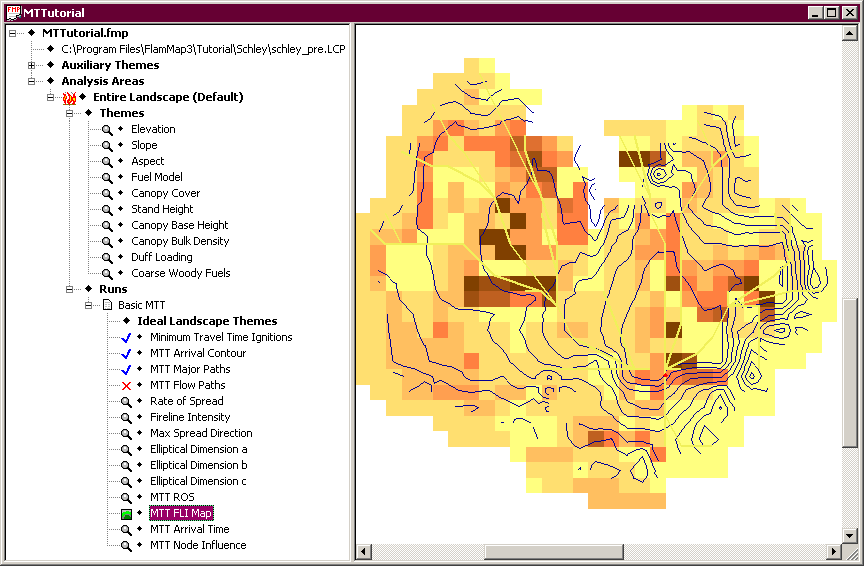 MTTutorial
MTTutorial.fmp
C:\Program Files\FlamMap3\Tutorial\Schley\schley_pre.LCP
Auxiliary Themes
Analysis Areas
Entire Landscape (Default)
Themes
Elevation
Slope
Aspect
Fuel Model
Canopy Cover
Stand Height
Canopy Base Height
Canopy Bulk Density
Duff Loading
Coarse Woody Fuels
Runs
Basic MTT
Ideal Landscape Themes
Minimum Travel Time Ignitions
MTT Arrival Contour
MTT Major Paths
MTT Flow Paths
Rate of Spread
Fireline Intensity
Max Spread Direction
Elliptical Dimension a
Elliptical Dimension b
Elliptical Dimension c
MTT ROS
MTT FLI Map
MTT Arrival Time
MTT Node Influence